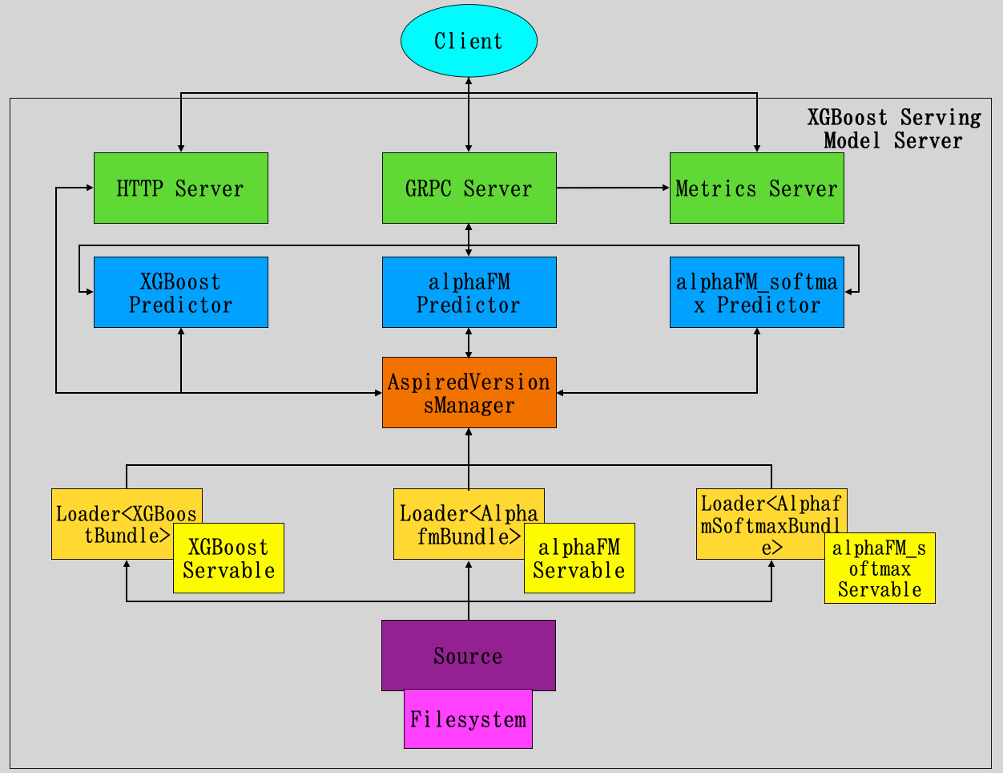 Client
XGBoost Serving
Model Server
HTTP Server
GRPC Server
Metrics Server
XGBoost
Predictor
alphaFM
Predictor
alphaFM_softma
x Predictor
AspiredVersion
sManager
Loader<XGBoos
tBundle>
XGBoost
Servable
Loader<Alpha
fmBundle>
alphaFM
Servable
Loader<Alphaf
mSoftmaxBundl
e>
alphaFM_s
oftmax
Servable
Source
Filesystem